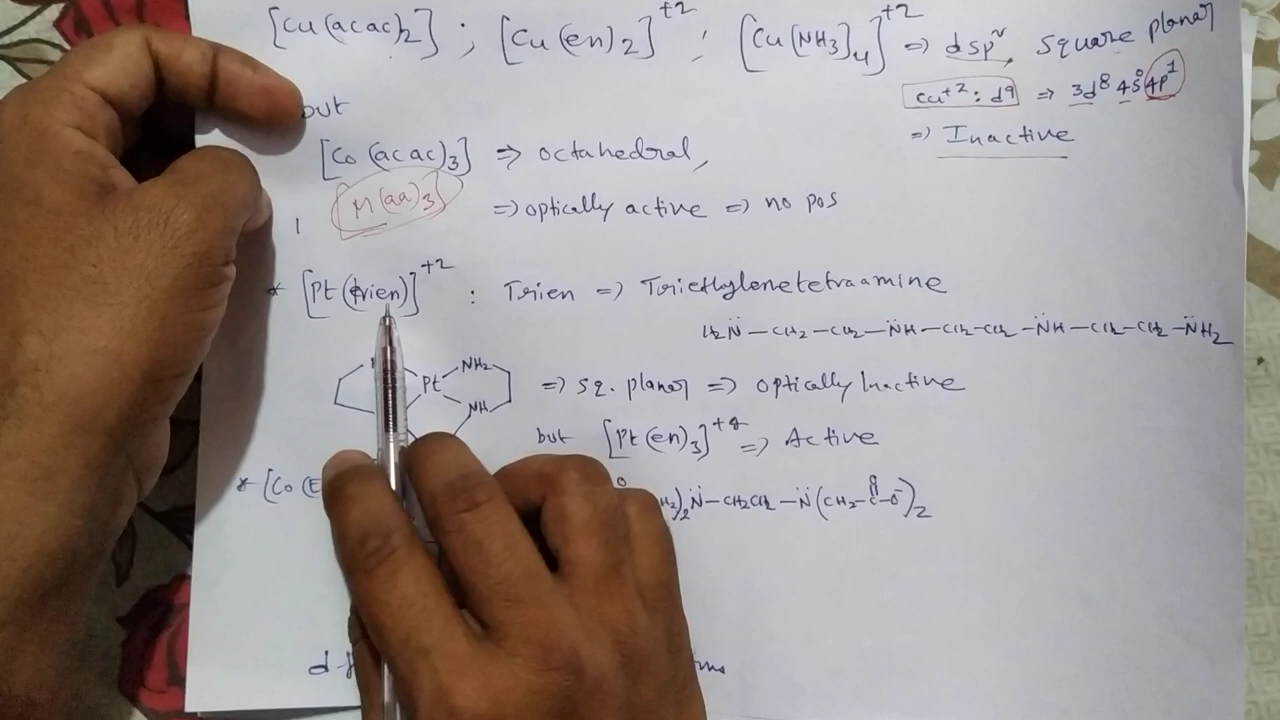 [Cu(acac)2] ; [Cu(en)2]+2 ; [Cu(NH3]4]+2 => dsp2, square planar
Cu+2 : d9 => 3d8 4s0 4p1
but => Inactive
[Co(acac)3] => octahedral,
[M(aa)3] => optically active => no pos
* [Pt(trien)]+2 : Trien => Triethylenetetraamine
H2N̈ — CH2 — CH2 — N̈H — CH2 — CH2 — N̈H — CH2 — CH2 — N̈H2
Pt NH2 NH => sq. planar => optically Inactive
but [Pt(en)3]+4 => Active
* [Co (E H2)2N̈ — CH2CH2 — N̈(CH2 — C(=O) — O-)2